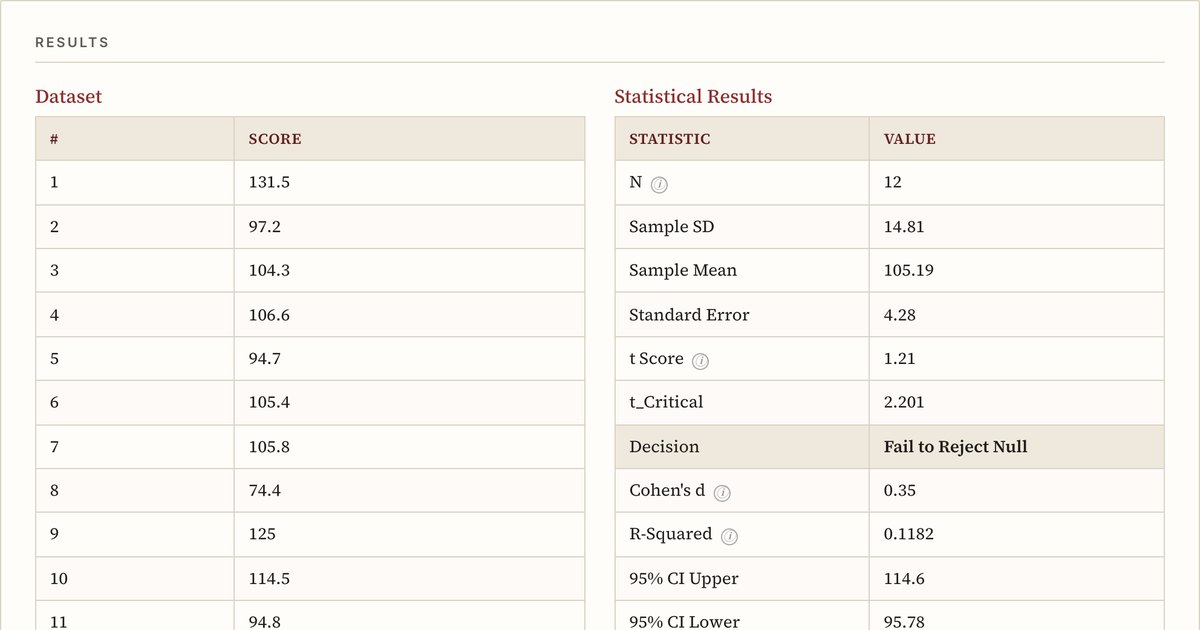 RESULTS
Dataset
# SCORE
1 131.5
2 97.2
3 104.3
4 106.6
5 94.7
6 105.4
7 105.8
8 74.4
9 125
10 114.5
11 94.8
Statistical Results
STATISTIC VALUE
N i 12
Sample SD 14.81
Sample Mean 105.19
Standard Error 4.28
t Score i 1.21
t_Critical 2.201
Decision Fail to Reject Null
Cohen's d i 0.35
R-Squared i 0.1182
95% CI Upper 114.6
95% CI Lower 95.78